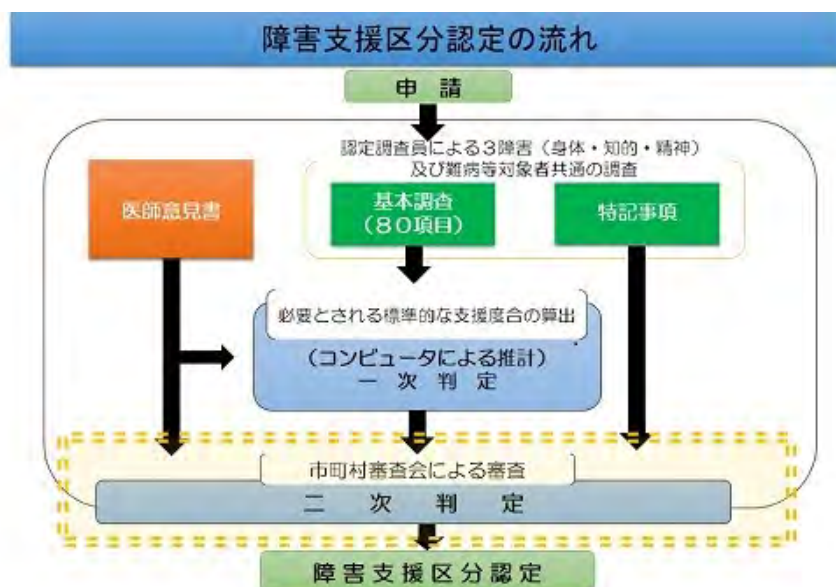 障害支援区分認定の流れ
申 請
認定調査員による3障害(身体・知的・精神)
及び難病等対象者共通の調査
医師意見書
基本調査
(80項目)
特記事項
必要とされる標準的な支援度合の算出
(コンピュータによる推計)
一 次 判 定
市町村審査会による審査
二 次 判 定
障害支援区分認定